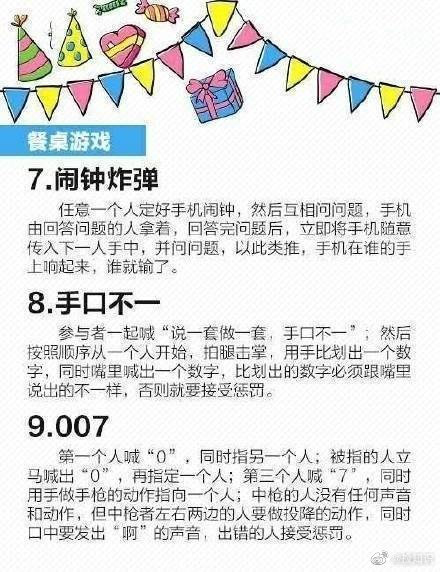 餐桌游戏
7.闹钟炸弹
任意一个人定好手机闹钟，然后互相问问题，手机
由回答问题的人拿着，回答完问题后，立即将手机随意
传入下一人手中，并问问题，以此类推，手机在谁的手
上响起来，谁就输了。
8.手口不一
参与者一起喊“说一套做一套，手口不一”；然后
按照顺序从一个人开始，拍腿击掌，用手比划出一个数
字，同时嘴里喊出一个数字，比划出的数字必须跟嘴里
说出的不一样，否则就要接受惩罚。
9.007
第一个人喊“0”，同时指另一个人；被指的人立
马喊出“0”，再指定一个人；第三个人喊“7”，同时
用手做手枪的动作指向一个人；中枪的人没有任何声音
和动作，但中枪者左右两边的人要做投降的动作，同时
口中要发出“啊”的声音，出错的人接受惩罚。